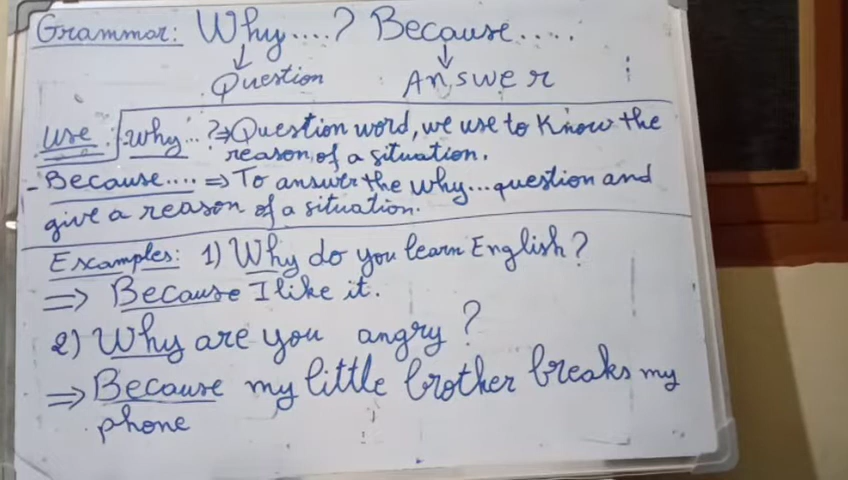 Grammar: Why....? Because.....
↓ ↓
Question Answer
Use why...? ⇒ Question word, we use to Know the
reason of a situation.
- Because.... ⇒ To answer the why...question and
give a reason of a situation.
Examples: 1) Why do you learn English?
⇒ Because I like it.
2) Why are you angry?
⇒ Because my little brother breaks my
phone